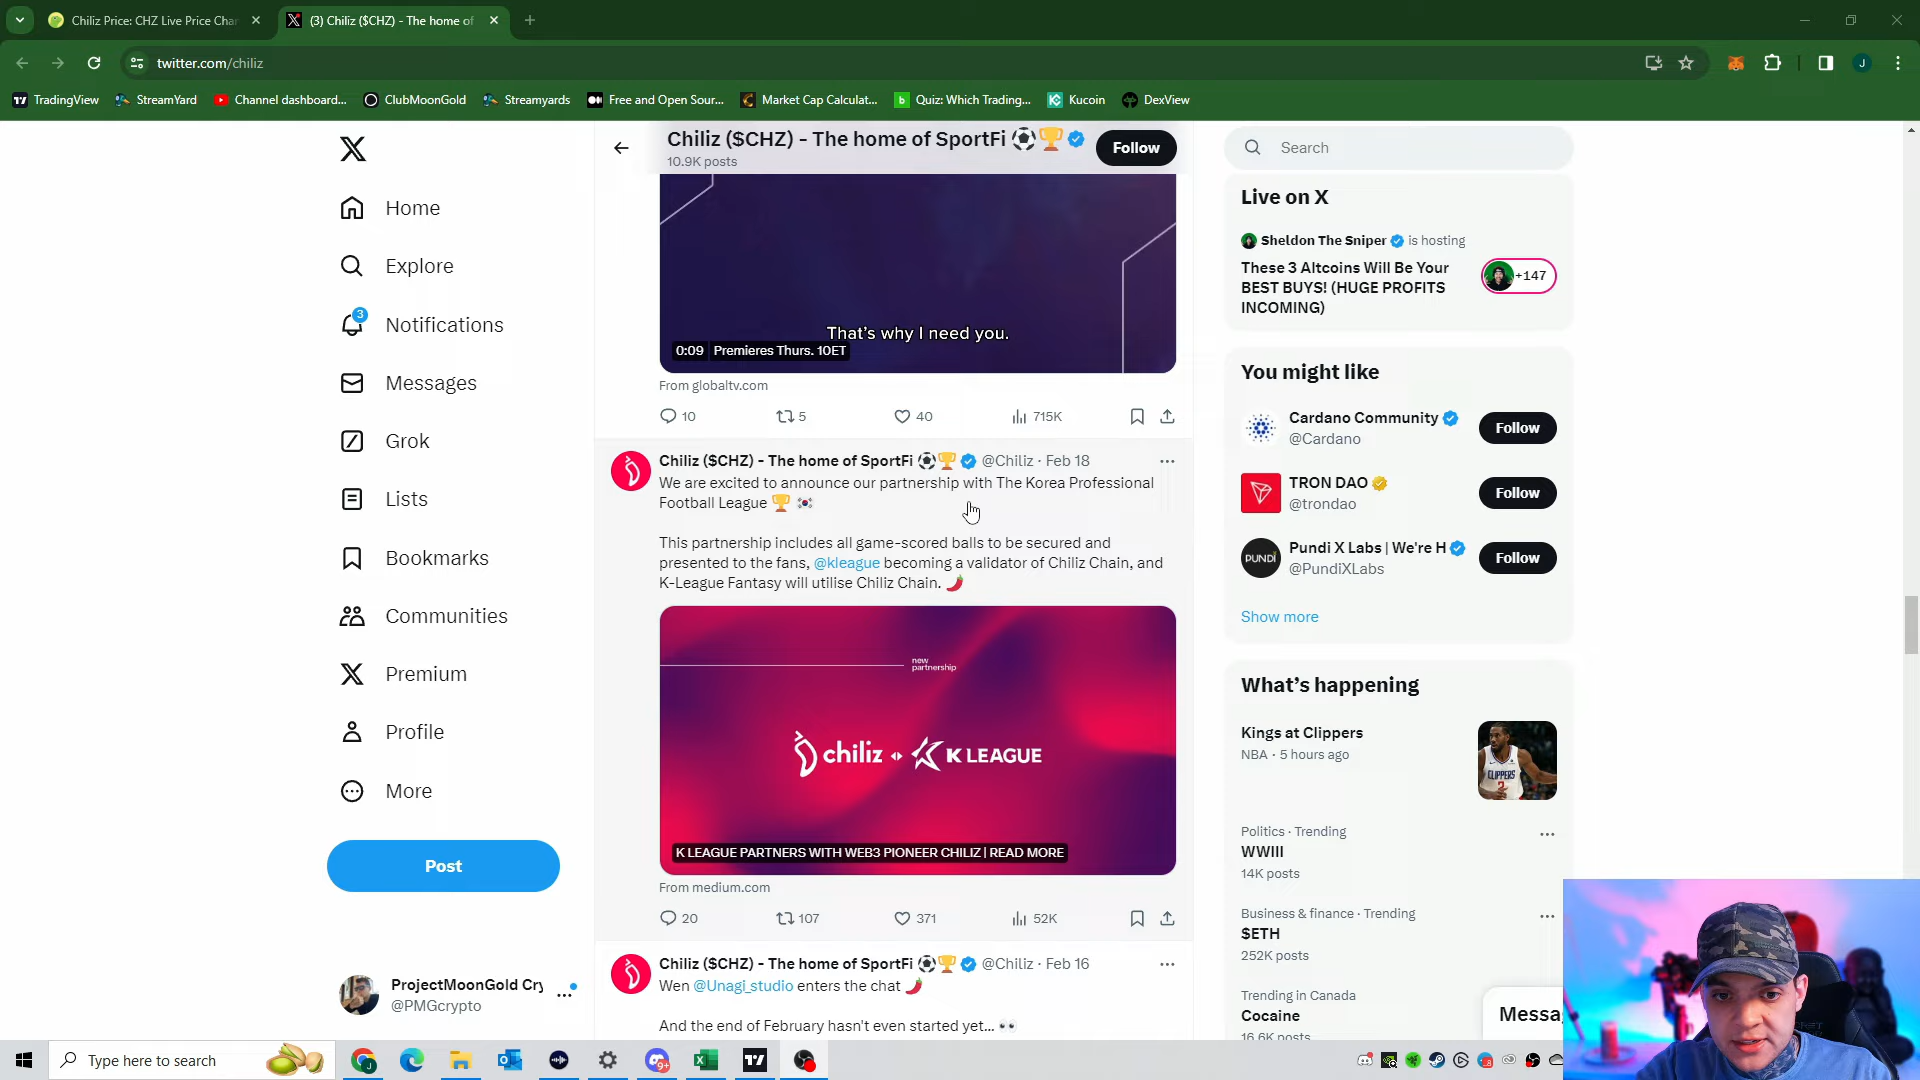 Chiliz Price: CHZ Live Price Char
(3) Chiliz ($CHZ) - The home of
twitter.com/chiliz
J
TradingView
StreamYard
Channel dashboard...
ClubMoonGold
Streamyards
Free and Open Sour...
Market Cap Calculat...
Quiz: Which Trading...
Kucoin
DexView
Home
Explore
3
Notifications
Messages
Grok
Lists
Bookmarks
Communities
Premium
Profile
More
Post
ProjectMoonGold Cry
@PMGcrypto
Chiliz ($CHZ) - The home of SportFi ⚽🏆
10.9K posts
Follow
That's why I need you.
0:09 Premieres Thurs. 10ET
From globaltv.com
10 5 40 715K
Chiliz ($CHZ) - The home of SportFi ⚽🏆 @Chiliz · Feb 18
We are excited to announce our partnership with The Korea Professional
Football League 🏆 🇰🇷
This partnership includes all game-scored balls to be secured and
presented to the fans, @kleague becoming a validator of Chiliz Chain, and
K-League Fantasy will utilise Chiliz Chain. 🌶️
new
partnership
chiliz K LEAGUE
K LEAGUE PARTNERS WITH WEB3 PIONEER CHILIZ | READ MORE
From medium.com
20 107 371 52K
Chiliz ($CHZ) - The home of SportFi ⚽🏆 @Chiliz · Feb 16
Wen @Unagi_studio enters the chat 🌶️
And the end of February hasn't even started yet... 👀
Search
Live on X
Sheldon The Sniper is hosting
These 3 Altcoins Will Be Your
BEST BUYS! (HUGE PROFITS
INCOMING)
+147
You might like
Cardano Community
@Cardano
Follow
TRON DAO
@trondao
Follow
PUNDI
Pundi X Labs | We're H
@PundiXLabs
Follow
Show more
What's happening
Kings at Clippers
NBA · 5 hours ago
CLIPPERS
2
Politics · Trending
WWIII
14K posts
Business & finance · Trending
$ETH
252K posts
Trending in Canada
Cocaine
16.6K posts
Messa
Type here to search
J
9+